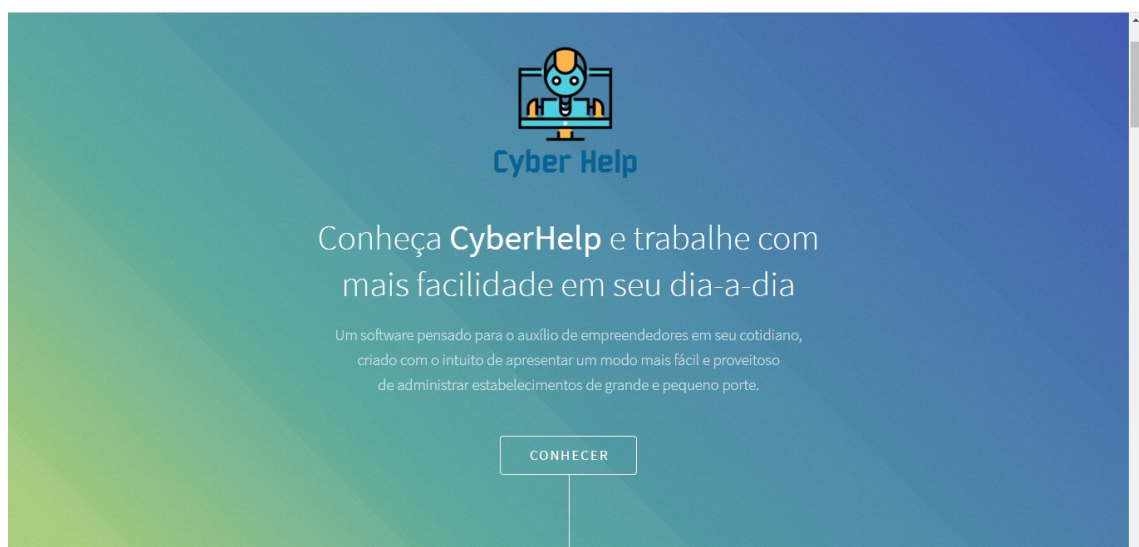 Cyber Help
Conheça CyberHelp e trabalhe com
mais facilidade em seu dia-a-dia
Um software pensado para o auxílio de empreendedores em seu cotidiano,
criado com o intuito de apresentar um modo mais fácil e proveitoso
de administrar estabelecimentos de grande e pequeno porte.
CONHECER